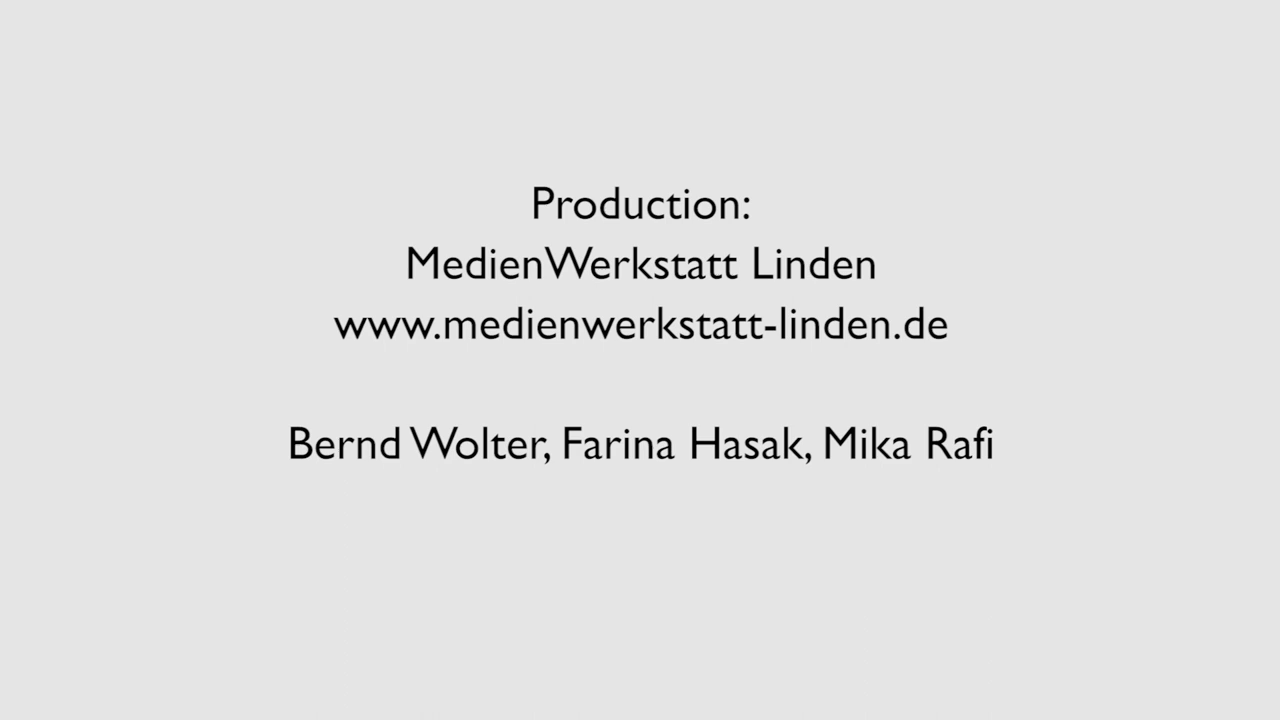 Production:
MedienWerkstatt Linden
www.medienwerkstatt-linden.de
Bernd Wolter, Farina Hasak, Mika Rafi